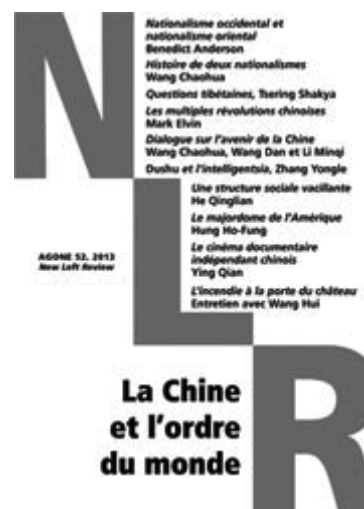 N
Nationalisme occidental et
nationalisme oriental
Benedict Anderson
Histoire de deux nationalismes
Wang Chaohua
Questions tibétaines, Tsering Shakya
Les multiples révolutions chinoises
Mark Elvin
Dialogue sur l'avenir de la Chine
Wang Chaohua, Wang Dan et Li Minqi
Dushu et l'intelligentsia, Zhang Yongle
L
Une structure sociale vacillante
He Qinglian
Le majordome de l'Amérique
Hung Ho-Fung
Le cinéma documentaire
indépendant chinois
Ying Qian
L'incendie à la porte du château
Entretien avec Wang Hui
AGONE 52, 2013
New Left Review
R
La Chine
et l'ordre
du monde